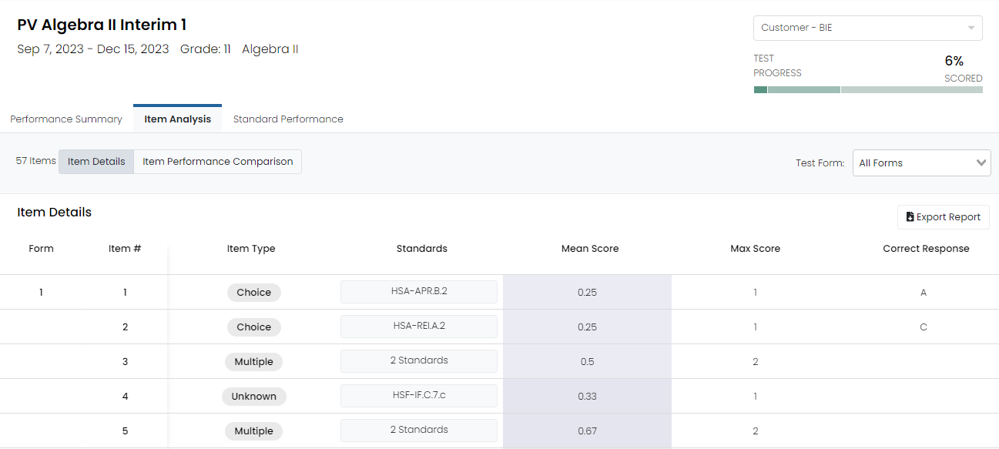 PV Algebra II Interim 1
Sep 7, 2023 - Dec 15, 2023 Grade: 11 Algebra II
Customer - BIE
TEST PROGRESS
6% SCORED
Performance Summary Item Analysis Standard Performance
57 Items Item Details Item Performance Comparison
Test Form: All Forms
Item Details
Export Report
Form Item # Item Type Standards Mean Score Max Score Correct Response
1 1 Choice HSA-APR.B.2 0.25 1 A
2 Choice HSA-REI.A.2 0.25 1 C
3 Multiple 2 Standards 0.5 2
4 Unknown HSF-IF.C.7.c 0.33 1
5 Multiple 2 Standards 0.67 2